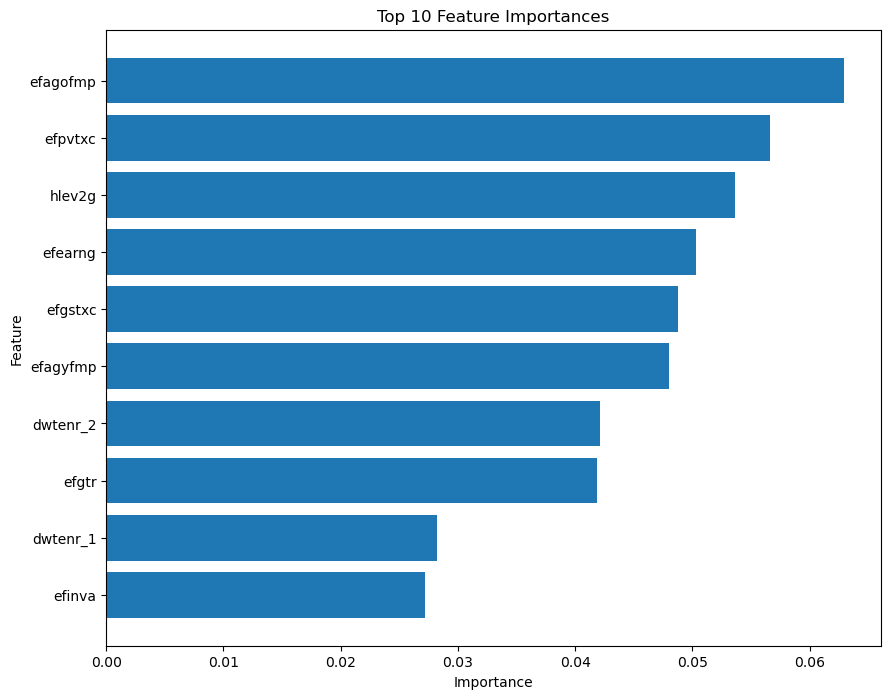 Top 10 Feature Importances
Feature
efagofmp
efpvtxc
hlev2g
efearng
efgstxc
efagyfmp
dwtenr_2
efgtr
dwtenr_1
efinva
0.00 0.01 0.02 0.03 0.04 0.05 0.06
Importance